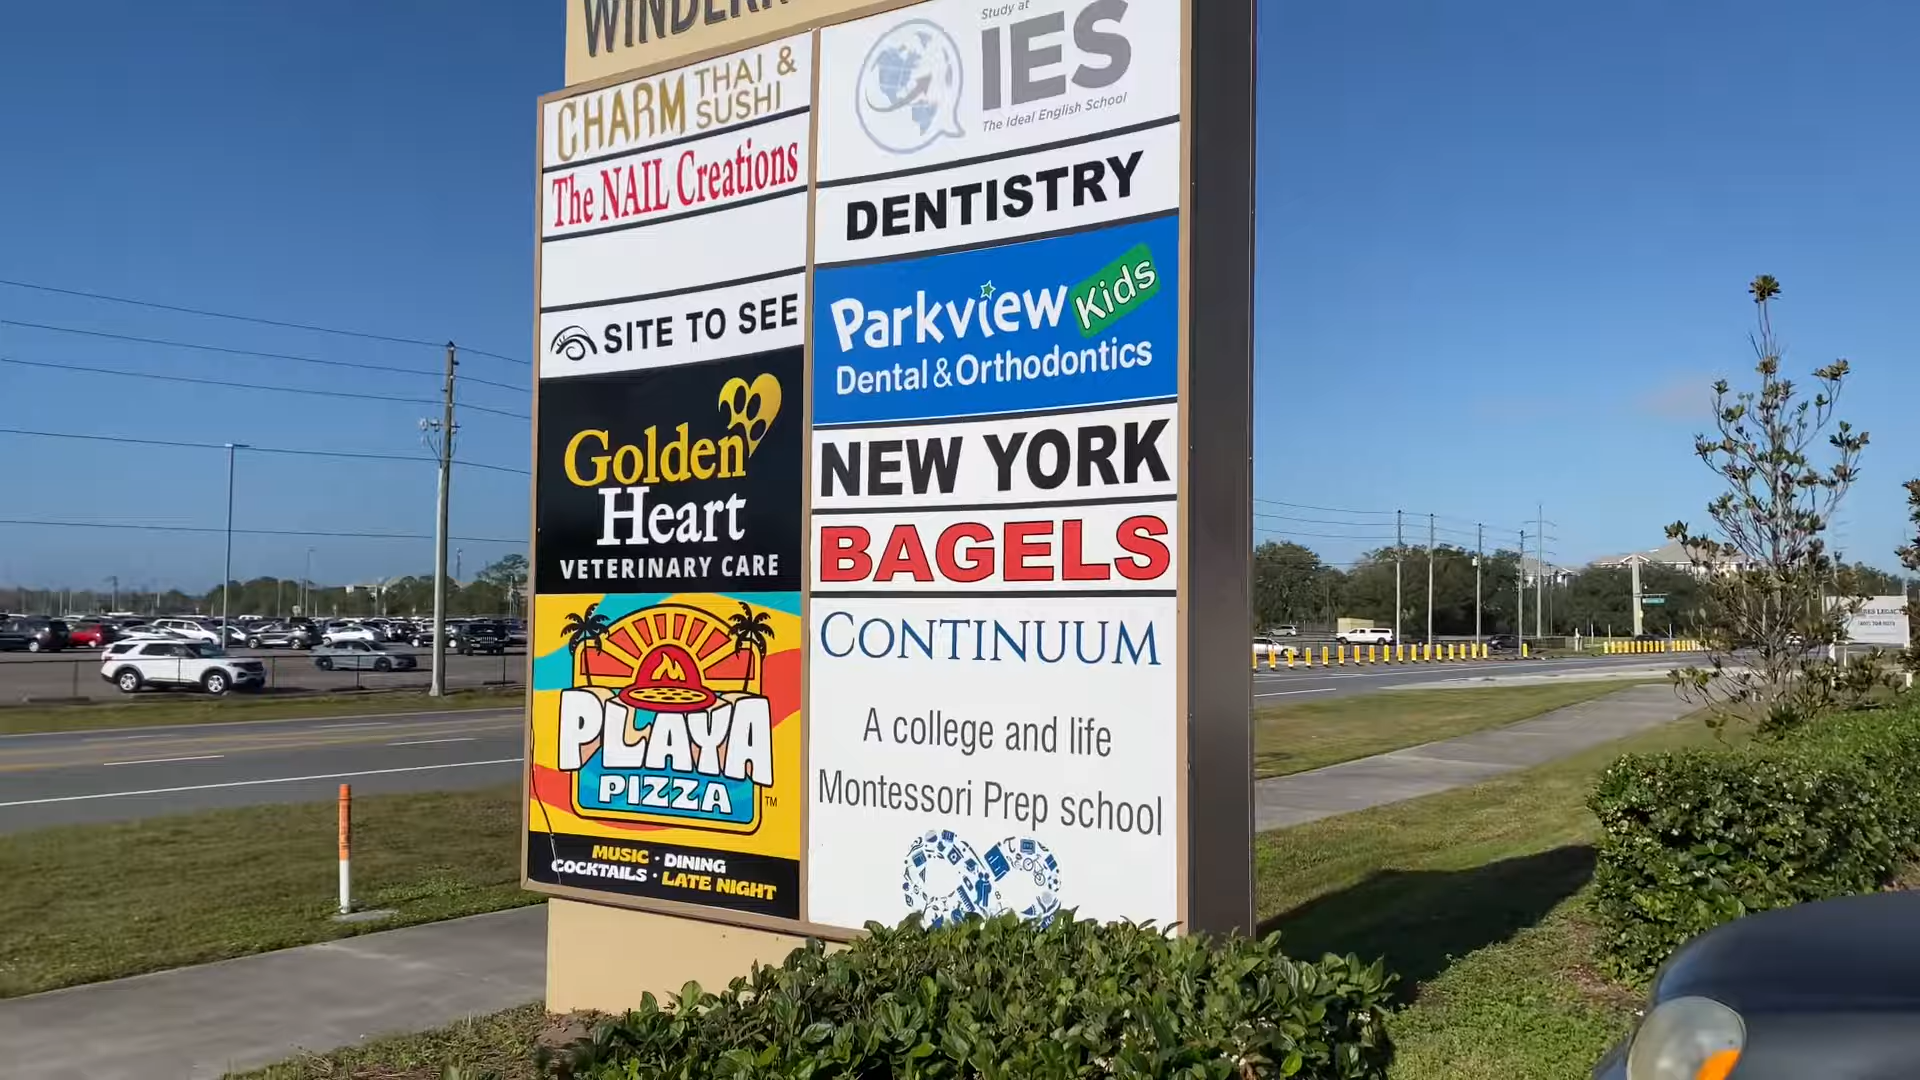 CHARM THAI &
SUSHI
The NAIL Creations
SITE TO SEE
Golden
Heart
VETERINARY CARE
PLAYA
PIZZA
TM
MUSIC · DINING
COCKTAILS · LATE NIGHT
Study at
IES
The Ideal English School
DENTISTRY
Parkview Kids
Dental & Orthodontics
NEW YORK
BAGELS
CONTINUUM
A college and life
Montessori Prep school